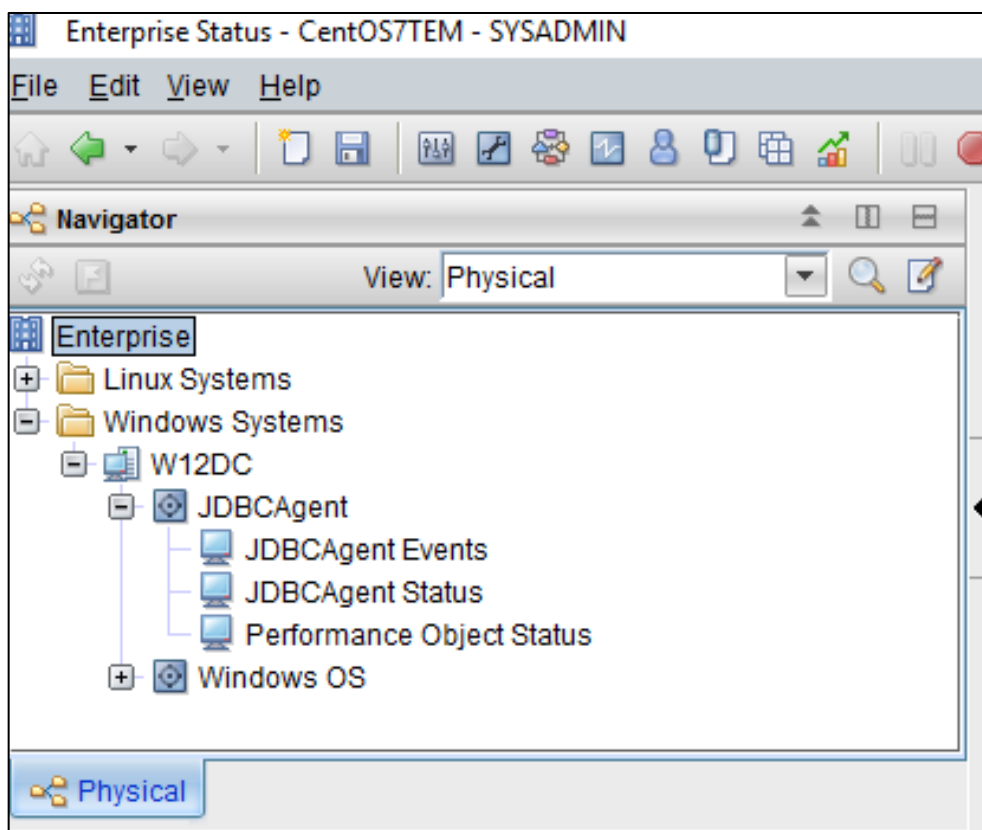 Enterprise Status - CentOS7TEM - SYSADMIN
File Edit View Help
Navigator
View: Physical
Enterprise
Linux Systems
Windows Systems
W12DC
JDBCAgent
JDBCAgent Events
JDBCAgent Status
Performance Object Status
Windows OS
Physical